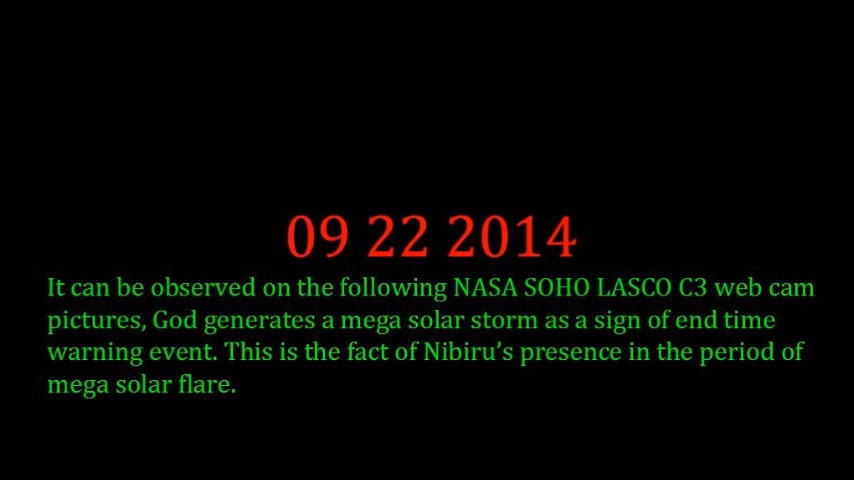 09 22 2014
It can be observed on the following NASA SOHO LASCO C3 web cam
pictures, God generates a mega solar storm as a sign of end time
warning event. This is the fact of Nibiru’s presence in the period of
mega solar flare.